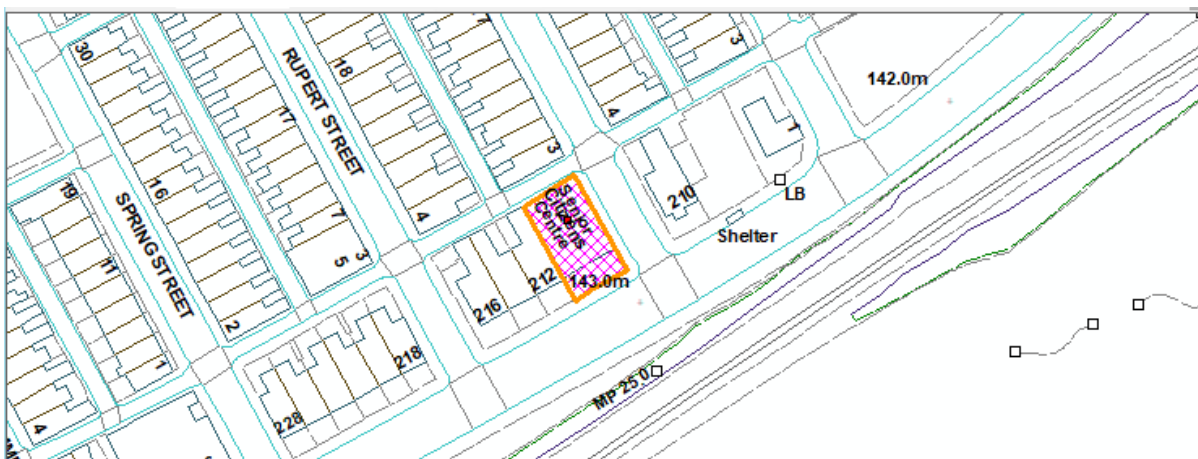 30
18
7
3
17
RUPERT STREET
142.0m
4
1
19
16
SPRING STREET
3
Senior
Citizens
Centre
210
LB
4
7
3
5
Shelter
11
212
143.0m
216
2
218
1
MP 25.0
228
4